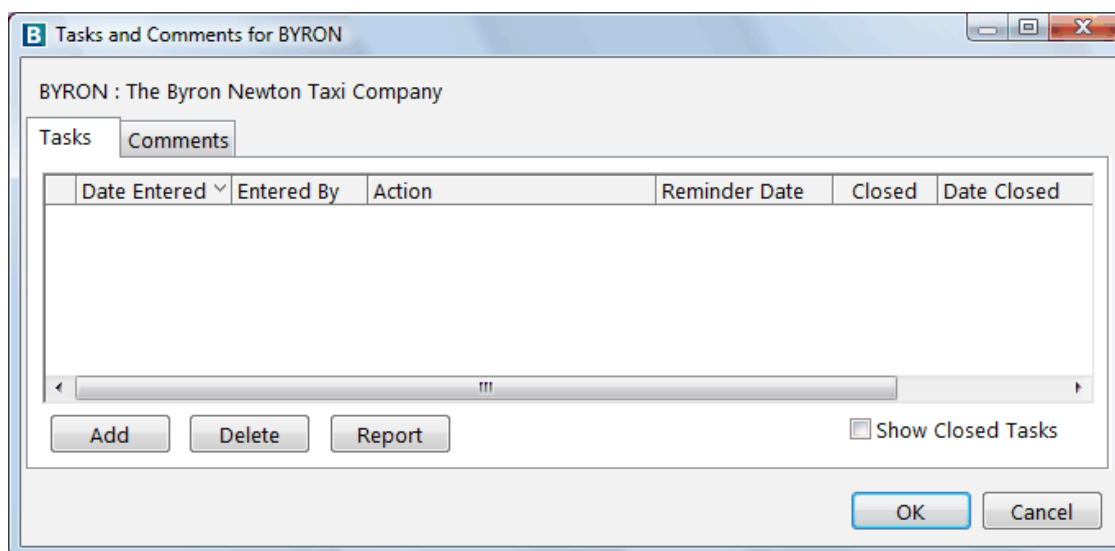 B Tasks and Comments for BYRON
BYRON : The Byron Newton Taxi Company
Tasks Comments
Date Entered Entered By Action Reminder Date Closed Date Closed
Add Delete Report Show Closed Tasks
OK Cancel